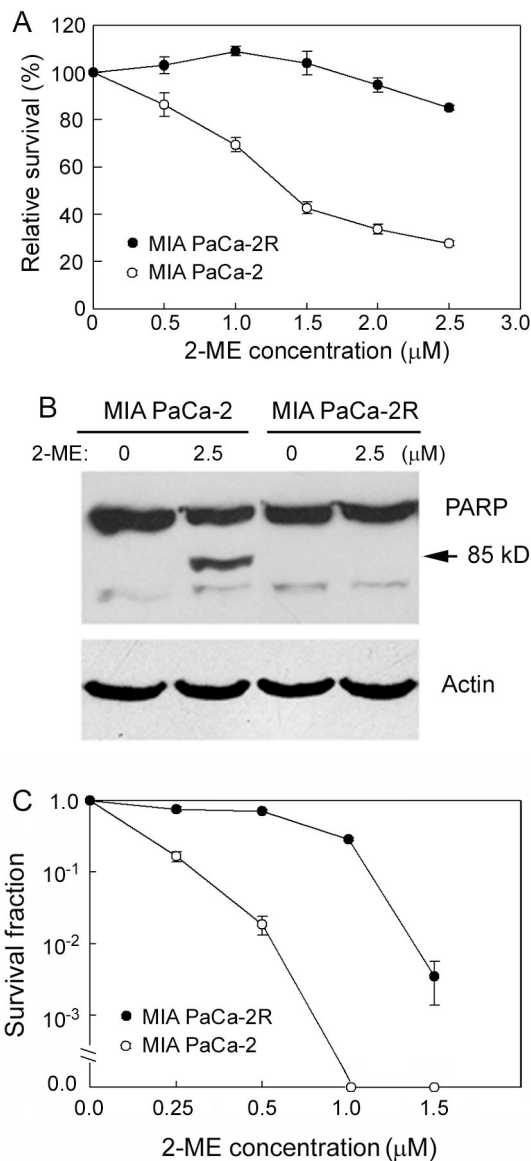 A
Relative survival (%)
120
100
80
60
40
20
0
MIA PaCa-2R
MIA PaCa-2
0 0.5 1.0 1.5 2.0 2.5 3.0
2-ME concentration (μM)
B
MIA PaCa-2 MIA PaCa-2R
2-ME: 0 2.5 0 2.5 (μM)
PARP
85 kD
Actin
C
Survival fraction
1.0
10-1
10-2
10-3
0.0
MIA PaCa-2R
MIA PaCa-2
0.0 0.25 0.5 1.0 1.5
2-ME concentration (μM)